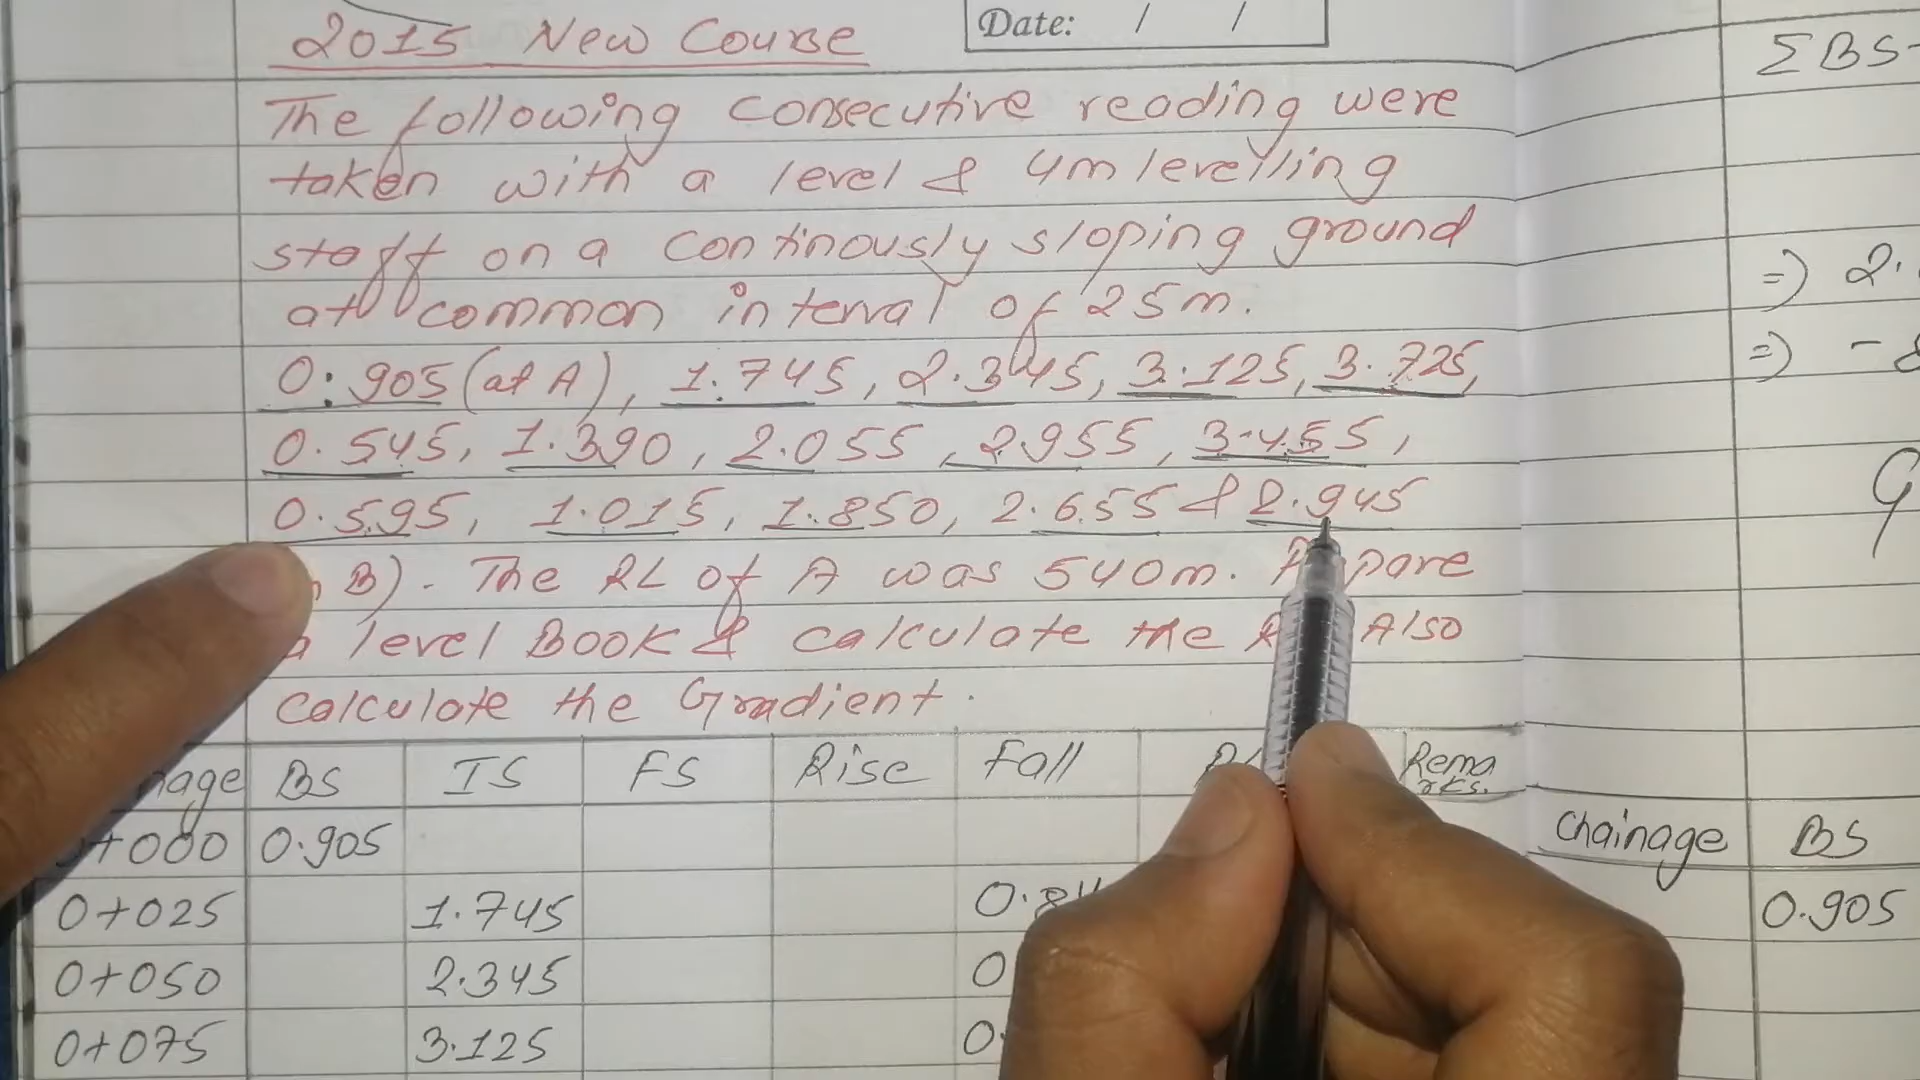 2015 New Course
Date: / /
The following consecutive reading were
taken with a level & 4m levelling
staff on a continously sloping ground
at common interval of 25m.
0.905 (at A), 1.745, 2.345, 3.125, 3.725,
0.545, 1.390, 2.055, 2.955, 3.455,
0.595, 1.015, 1.850, 2.655 & 2.945
B). The RL of A was 540m.
level Book & calculate the Also
calculate the Gradient.
BS IS FS Rise Fall Remarks.
+000 0.905
0+025 1.745
0+050 2.345
0+075 3.125
ΣBS-
=) 2.
=) -
Chainage BS
0.905